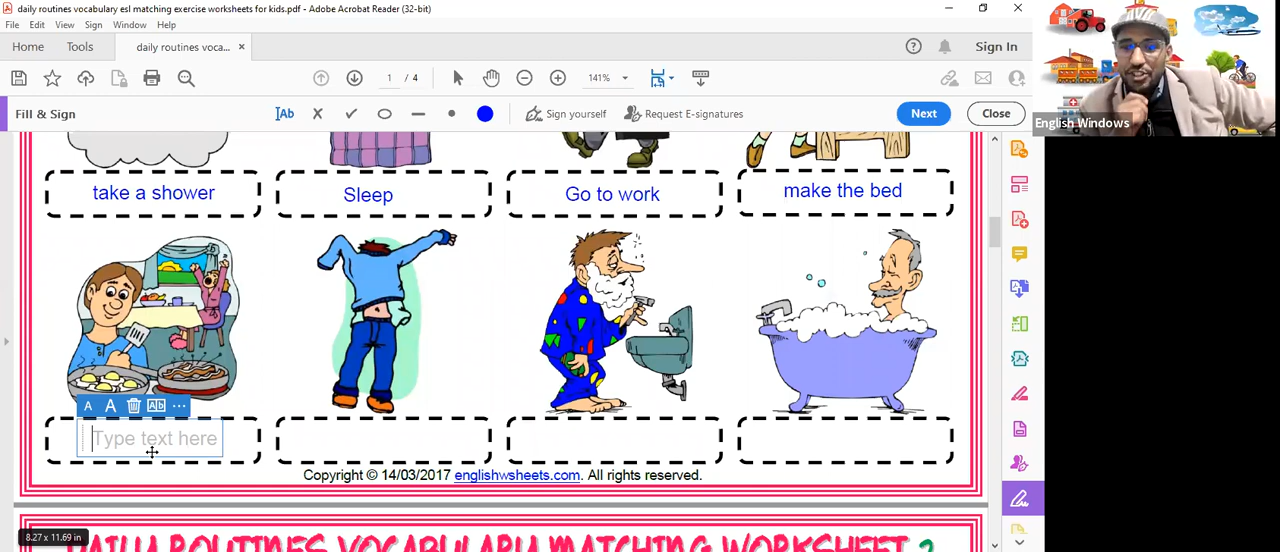 daily routines vocabulary esl matching exercise worksheets for kids.pdf - Adobe Acrobat Reader (32-bit)
File Edit View Sign Window Help
Home Tools daily routines voca... × Sign In
1 / 4 141%
Fill & Sign Ab Sign yourself Request E-signatures Next Close
English Windows
take a shower Sleep Go to work make the bed
A A Ab ...
Type text here
Copyright © 14/03/2017 englishwsheets.com. All rights reserved.
8.27 x 11.69 in
DAILY ROUTINES VOCABULARY MATCHING WORKSHEET 2